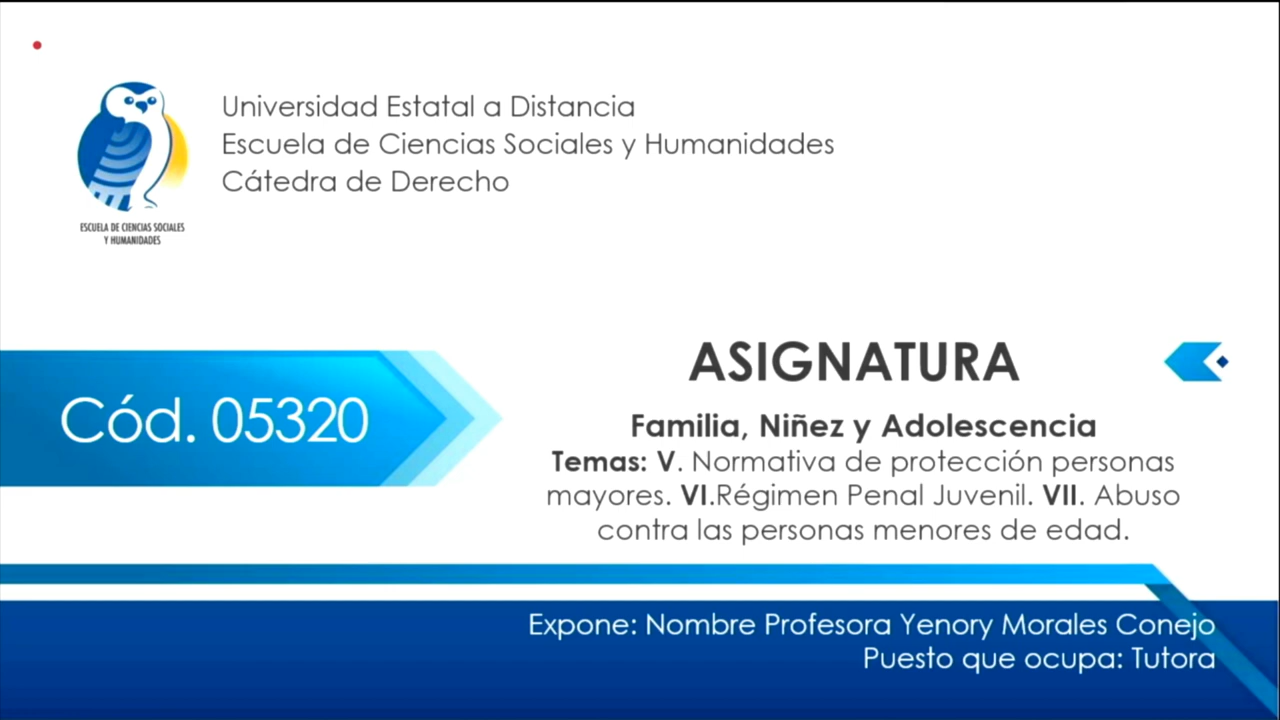 Universidad Estatal a Distancia
Escuela de Ciencias Sociales y Humanidades
Cátedra de Derecho
ESCUELA DE CIENCIAS SOCIALES
Y HUMANIDADES
Cód. 05320
ASIGNATURA
Familia, Niñez y Adolescencia
Temas: V. Normativa de protección personas
mayores. VI.Régimen Penal Juvenil. VII. Abuso
contra las personas menores de edad.
Expone: Nombre Profesora Yenory Morales Conejo
Puesto que ocupa: Tutora